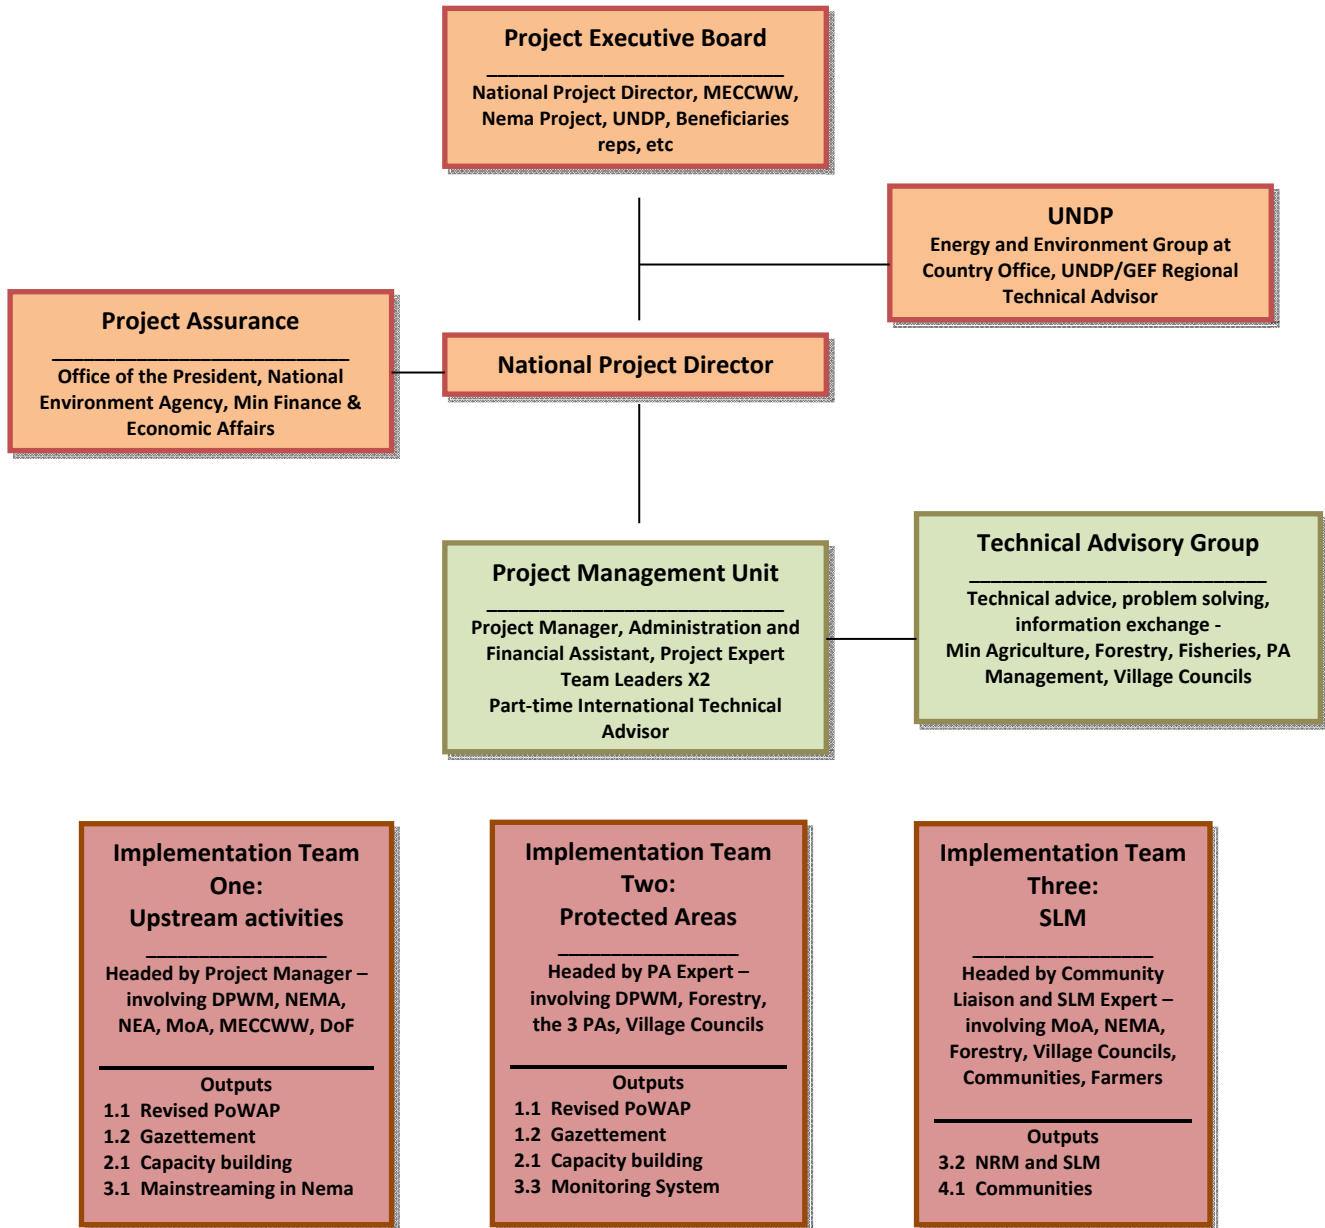 Project Executive Board
National Project Director, MECCWW,
Nema Project, UNDP, Beneficiaries
reps, etc
UNDP
Energy and Environment Group at
Country Office, UNDP/GEF Regional
Technical Advisor
Project Assurance
Office of the President, National
Environment Agency, Min Finance &
Economic Affairs
National Project Director
Project Management Unit
Project Manager, Administration and
Financial Assistant, Project Expert
Team Leaders X2
Part-time International Technical
Advisor
Technical Advisory Group
Technical advice, problem solving,
information exchange -
Min Agriculture, Forestry, Fisheries, PA
Management, Village Councils
Implementation Team
One:
Upstream activities
Headed by Project Manager –
involving DPWM, NEMA,
NEA, MoA, MECCWW, DoF
Outputs
1.1 Revised PoWAP
1.2 Gazettement
2.1 Capacity building
3.1 Mainstreaming in Nema
Implementation Team
Two:
Protected Areas
Headed by PA Expert –
involving DPWM, Forestry,
the 3 PAs, Village Councils
Outputs
1.1 Revised PoWAP
1.2 Gazettement
2.1 Capacity building
3.3 Monitoring System
Implementation Team
Three:
SLM
Headed by Community
Liaison and SLM Expert –
involving MoA, NEMA,
Forestry, Village Councils,
Communities, Farmers
Outputs
3.2 NRM and SLM
4.1 Communities